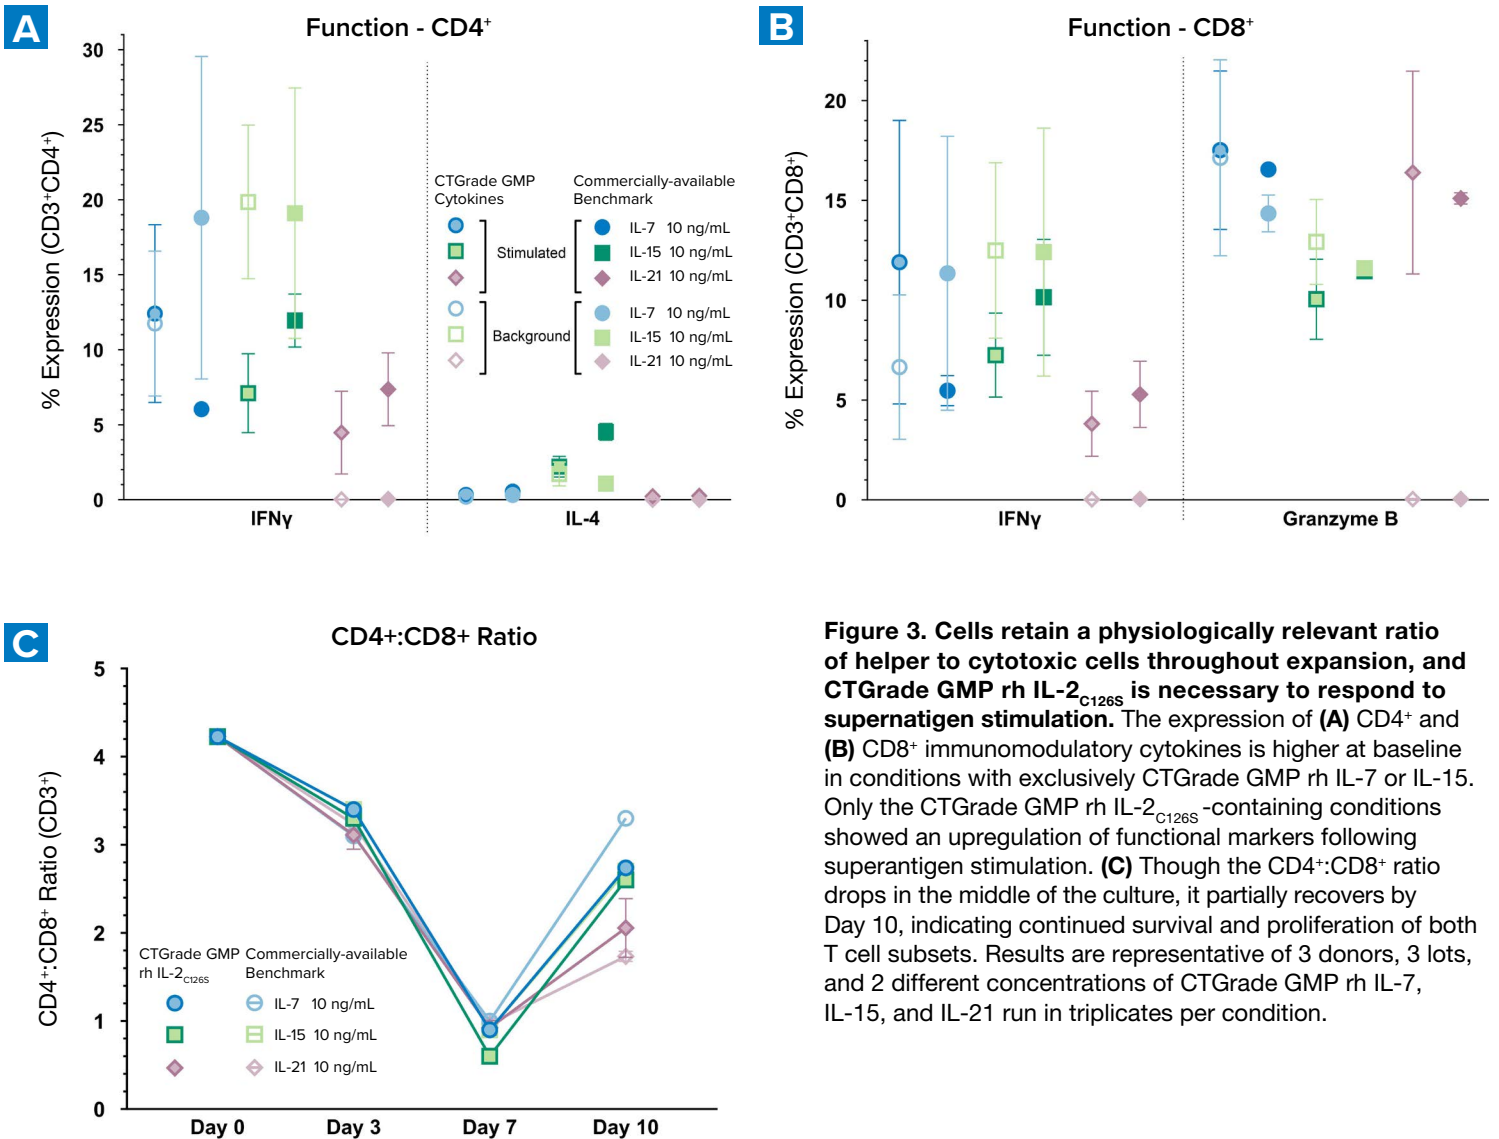 A
Function - CD4⁺
% Expression (CD3⁺CD4⁺)
30
25
20
15
10
5
0
IFNγ
IL-4
CTGrade GMP
Cytokines
Commercially-available
Benchmark
Stimulated
IL-7 10 ng/mL
IL-15 10 ng/mL
IL-21 10 ng/mL
Background
IL-7 10 ng/mL
IL-15 10 ng/mL
IL-21 10 ng/mL
B
Function - CD8⁺
% Expression (CD3⁺CD8⁺)
20
15
10
5
0
IFNγ
Granzyme B
C
CD4+:CD8+ Ratio
CD4⁺:CD8⁺ Ratio (CD3⁺)
5
4
3
2
1
0
CTGrade GMP
rh IL-2C126S
Commercially-available
Benchmark
IL-7 10 ng/mL
IL-15 10 ng/mL
IL-21 10 ng/mL
Day 0
Day 3
Day 7
Day 10
Figure 3. Cells retain a physiologically relevant ratio
of helper to cytotoxic cells throughout expansion, and
CTGrade GMP rh IL-2C126S is necessary to respond to
supernatigen stimulation. The expression of (A) CD4⁺ and
(B) CD8⁺ immunomodulatory cytokines is higher at baseline
in conditions with exclusively CTGrade GMP rh IL-7 or IL-15.
Only the CTGrade GMP rh IL-2C126S-containing conditions
showed an upregulation of functional markers following
superantigen stimulation. (C) Though the CD4⁺:CD8⁺ ratio
drops in the middle of the culture, it partially recovers by
Day 10, indicating continued survival and proliferation of both
T cell subsets. Results are representative of 3 donors, 3 lots,
and 2 different concentrations of CTGrade GMP rh IL-7,
IL-15, and IL-21 run in triplicates per condition.